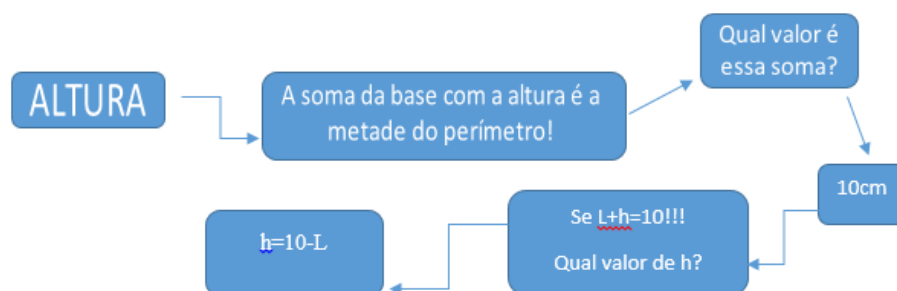 ALTURA
A soma da base com a altura é a
metade do perímetro!
Qual valor é
essa soma?
10cm
Se L+h=10!!!
Qual valor de h?
h=10-L